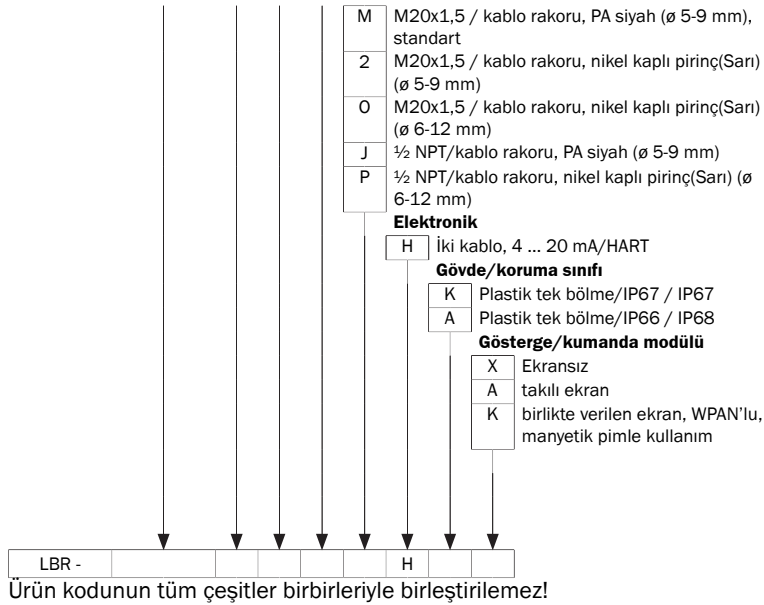 M M20x1,5 / kablo rakoru, PA siyah (ø 5-9 mm),
standart
2 M20x1,5 / kablo rakoru, nikel kaplı pirinç(Sarı)
(ø 5-9 mm)
0 M20x1,5 / kablo rakoru, nikel kaplı pirinç(Sarı)
(ø 6-12 mm)
J ½ NPT/kablo rakoru, PA siyah (ø 5-9 mm)
P ½ NPT/kablo rakoru, nikel kaplı pirinç(Sarı) (ø
6-12 mm)
Elektronik
H İki kablo, 4 ... 20 mA/HART
Gövde/koruma sınıfı
K Plastik tek bölme/IP67 / IP67
A Plastik tek bölme/IP66 / IP68
Gösterge/kumanda modülü
X Ekransız
A takılı ekran
K birlikte verilen ekran, WPAN’lu,
manyetik pimle kullanım
LBR - H
Ürün kodunun tüm çeşitler birbirleriyle birleştirilemez!